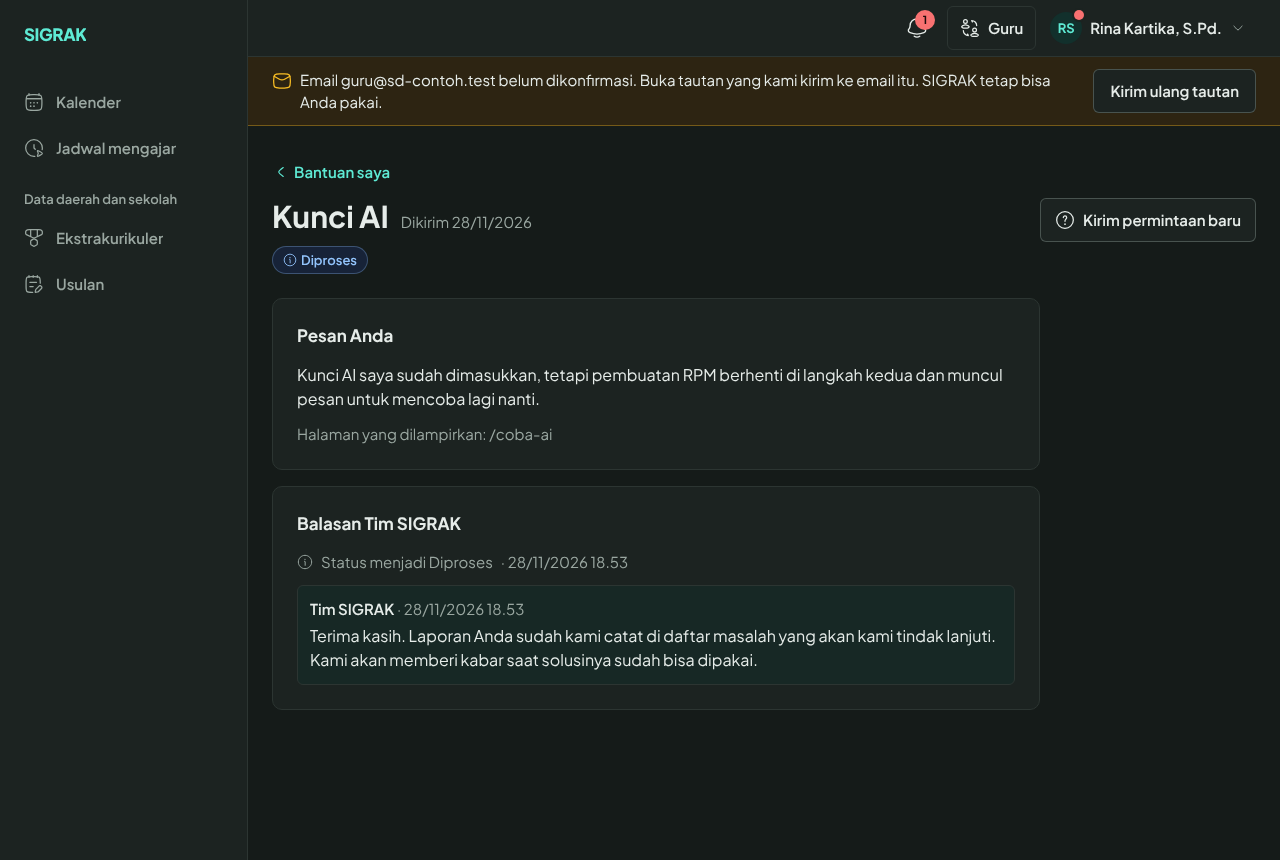 SIGRAK
1
Guru
RS
Rina Kartika, S.Pd.
Email guru@sd-contoh.test belum dikonfirmasi. Buka tautan yang kami kirim ke email itu. SIGRAK tetap bisa
Anda pakai.
Kirim ulang tautan
Kalender
Jadwal mengajar
Data daerah dan sekolah
Ekstrakurikuler
Usulan
Bantuan saya
Kunci AI
Dikirim 28/11/2026
Kirim permintaan baru
Diproses
Pesan Anda
Kunci AI saya sudah dimasukkan, tetapi pembuatan RPM berhenti di langkah kedua dan muncul
pesan untuk mencoba lagi nanti.
Halaman yang dilampirkan: /coba-ai
Balasan Tim SIGRAK
Status menjadi Diproses · 28/11/2026 18.53
Tim SIGRAK · 28/11/2026 18.53
Terima kasih. Laporan Anda sudah kami catat di daftar masalah yang akan kami tindak lanjuti.
Kami akan memberi kabar saat solusinya sudah bisa dipakai.